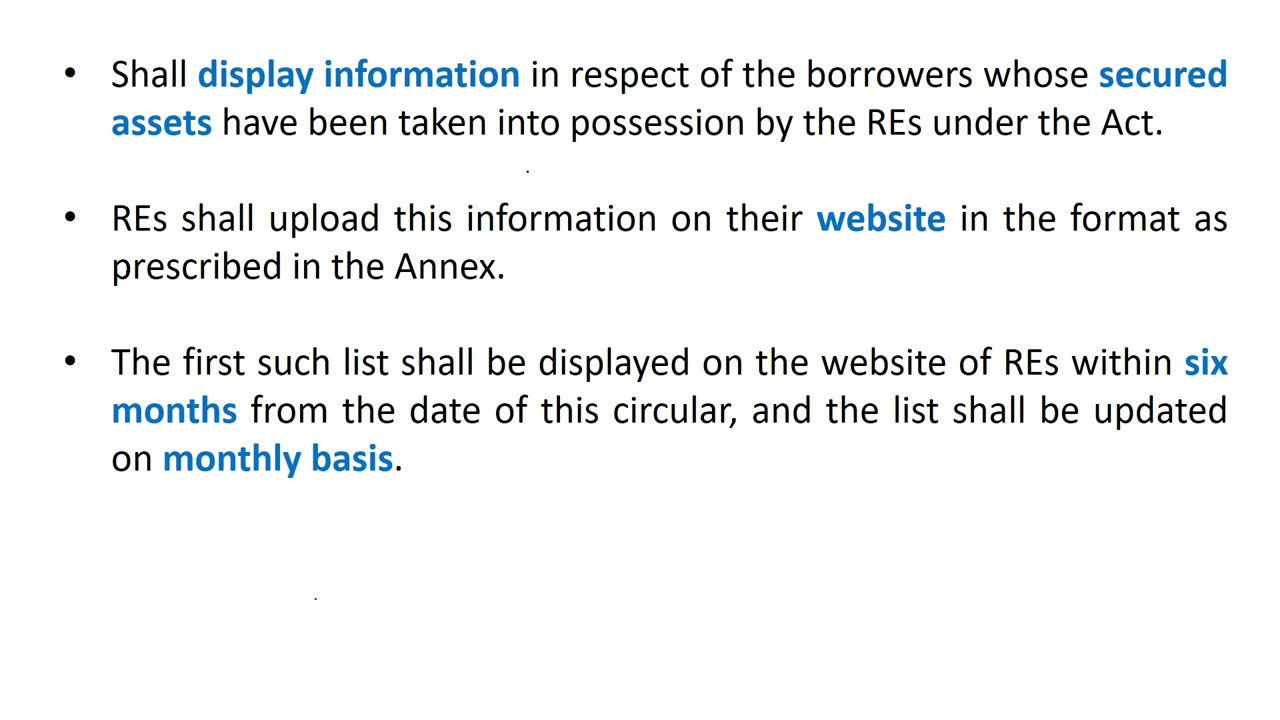 • Shall display information in respect of the borrowers whose secured
assets have been taken into possession by the REs under the Act.
• REs shall upload this information on their website in the format as
prescribed in the Annex.
• The first such list shall be displayed on the website of REs within six
months from the date of this circular, and the list shall be updated
on monthly basis.